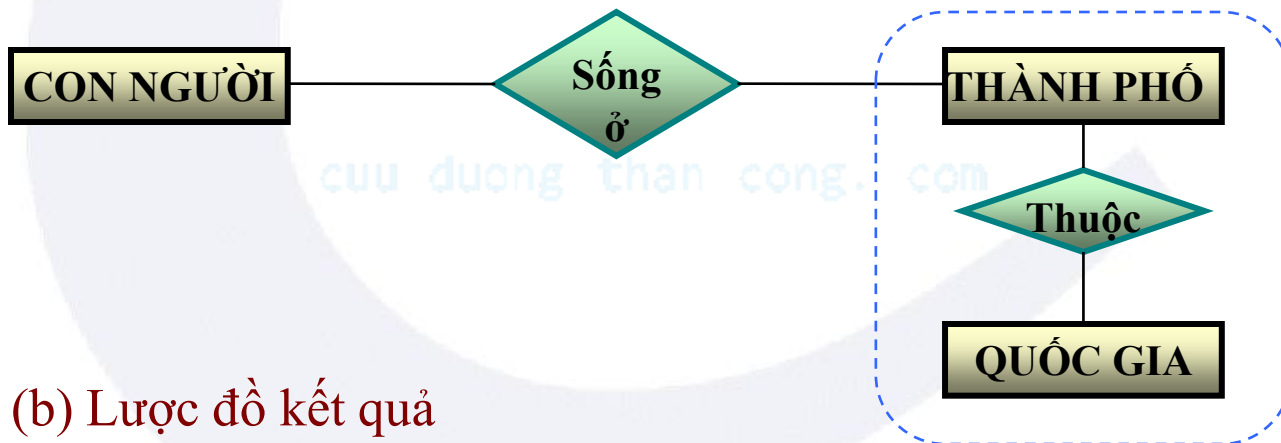 CON NGƯỜI
Sống
ở
THÀNH PHỐ
cuu duong than cong. com
Thuộc
QUỐC GIA
(b) Lược đồ kết quả